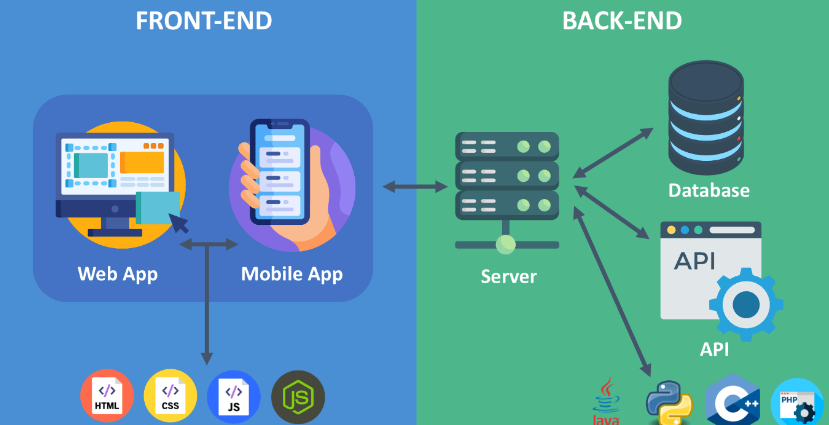 FRONT-END
BACK-END
Web App
Mobile App
Server
Database
API
API
</>
HTML
</>
CSS
</>
JS
JS
Java
C++
PHP